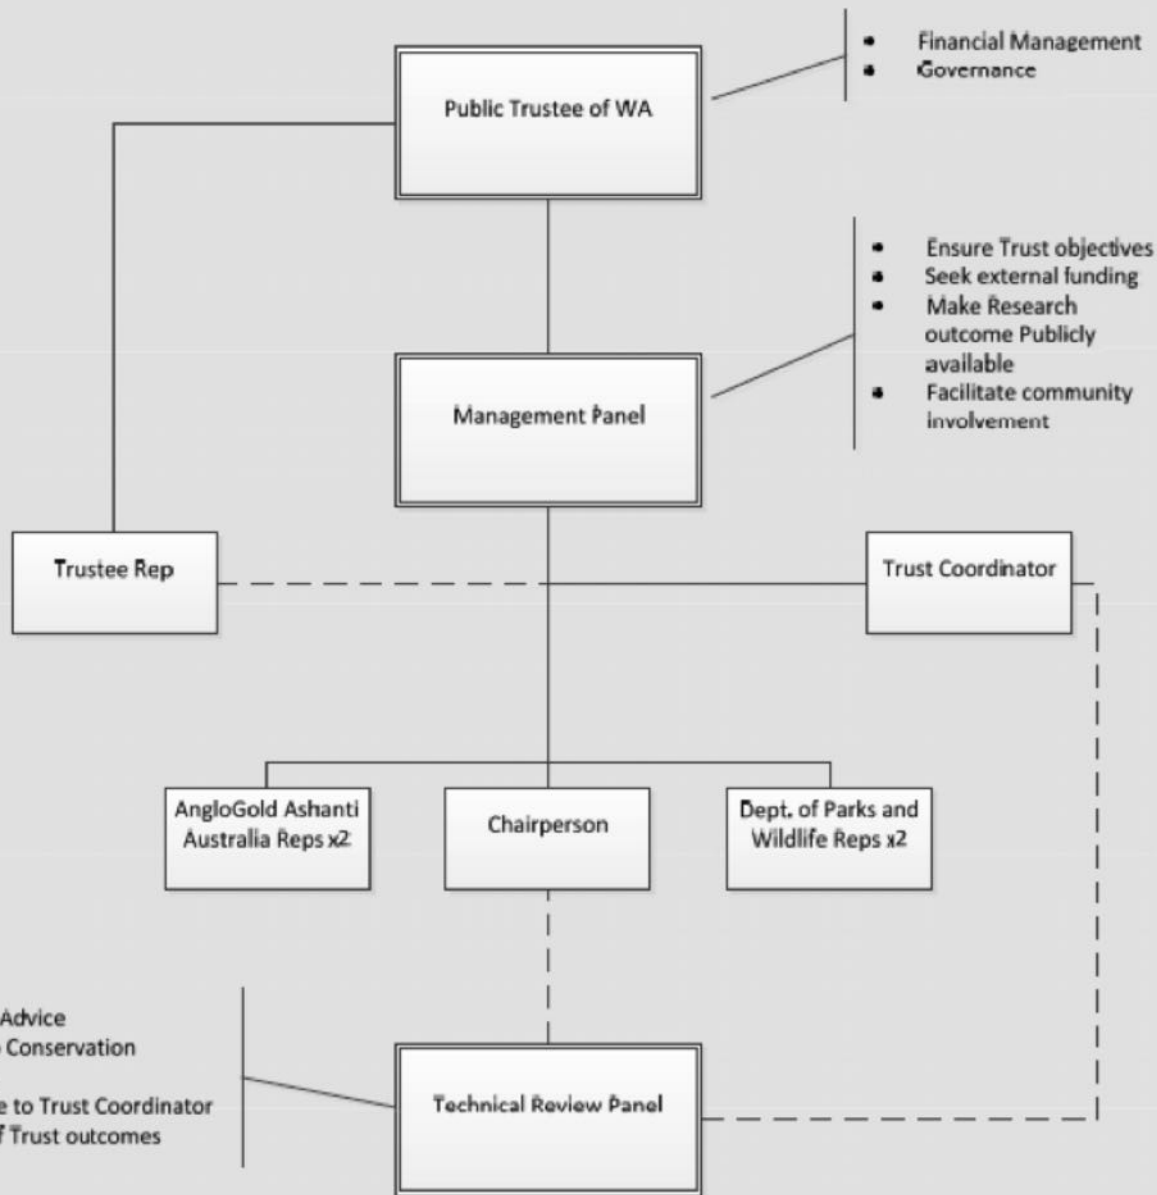 • Financial Management
• Governance
Public Trustee of WA
• Ensure Trust objectives
• Seek external funding
• Make Research
outcome Publicly
available
• Facilitate community
involvement
Management Panel
Trustee Rep
Trust Coordinator
AngloGold Ashanti
Australia Reps x2
Chairperson
Dept. of Parks and
Wildlife Reps x2
Advice
Conservation
to Trust Coordinator
Trust outcomes
Technical Review Panel